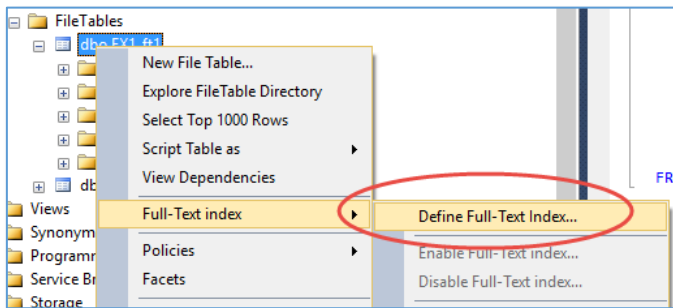 FileTables
dbo.FX1_ft1
New File Table...
Explore FileTable Directory
Select Top 1000 Rows
Script Table as
View Dependencies
Full-Text index
Define Full-Text Index...
Enable Full-Text index...
Disable Full-Text index...
Policies
Facets
db
Views
Synonym
Programr
Service Br
Storage
FR